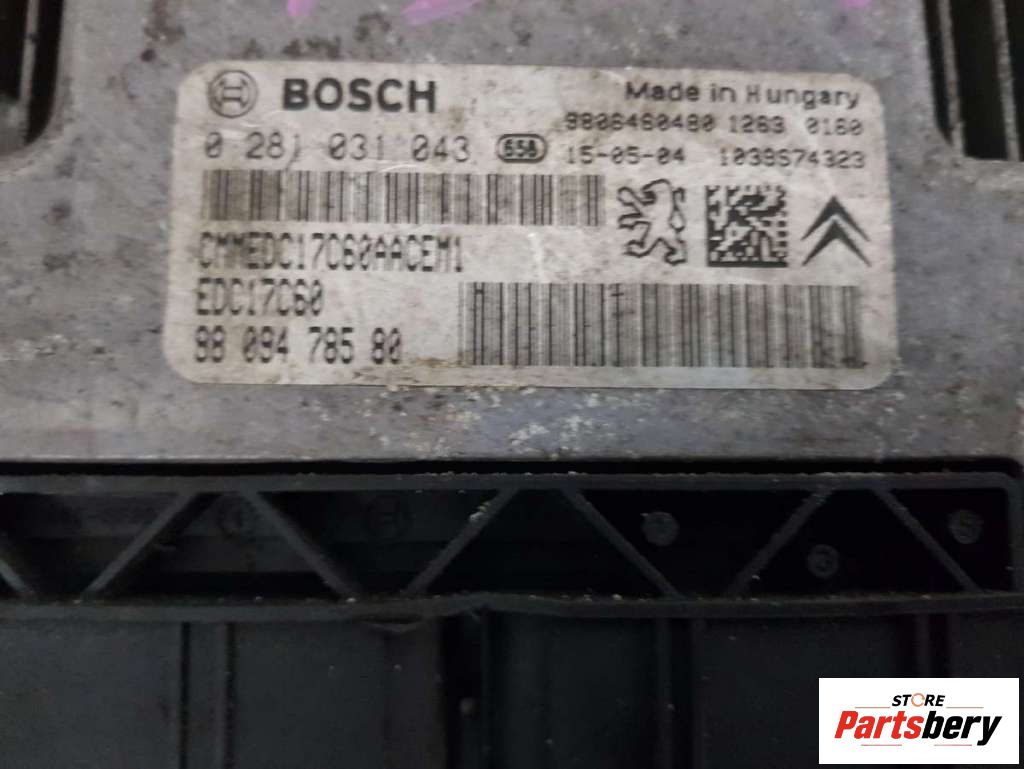 BOSCH
Made in Hungary
9806460480 1263 0160
0 281 031 043 658 15-05-04 1039S74323
CMMEDC17C60AACEM1
EDC17C60
98 094 785 80
STORE
Partsbery